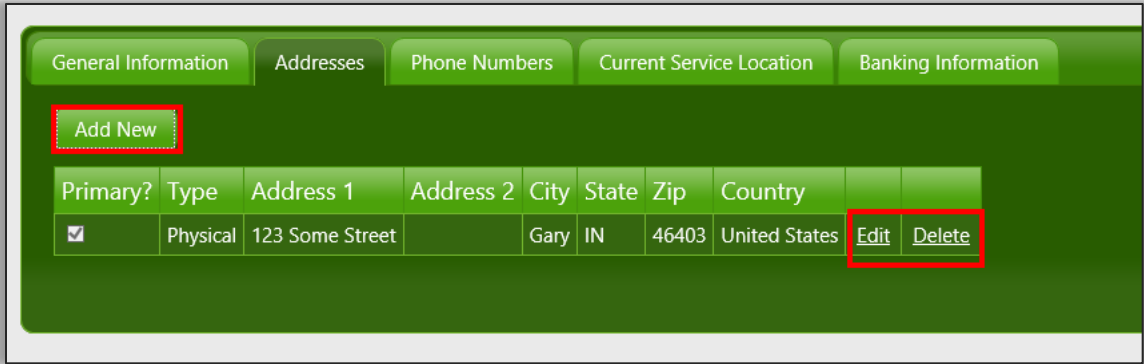 General Information Addresses Phone Numbers Current Service Location Banking Information
Add New
Primary? Type Address 1 Address 2 City State Zip Country
Physical 123 Some Street Gary IN 46403 United States Edit Delete